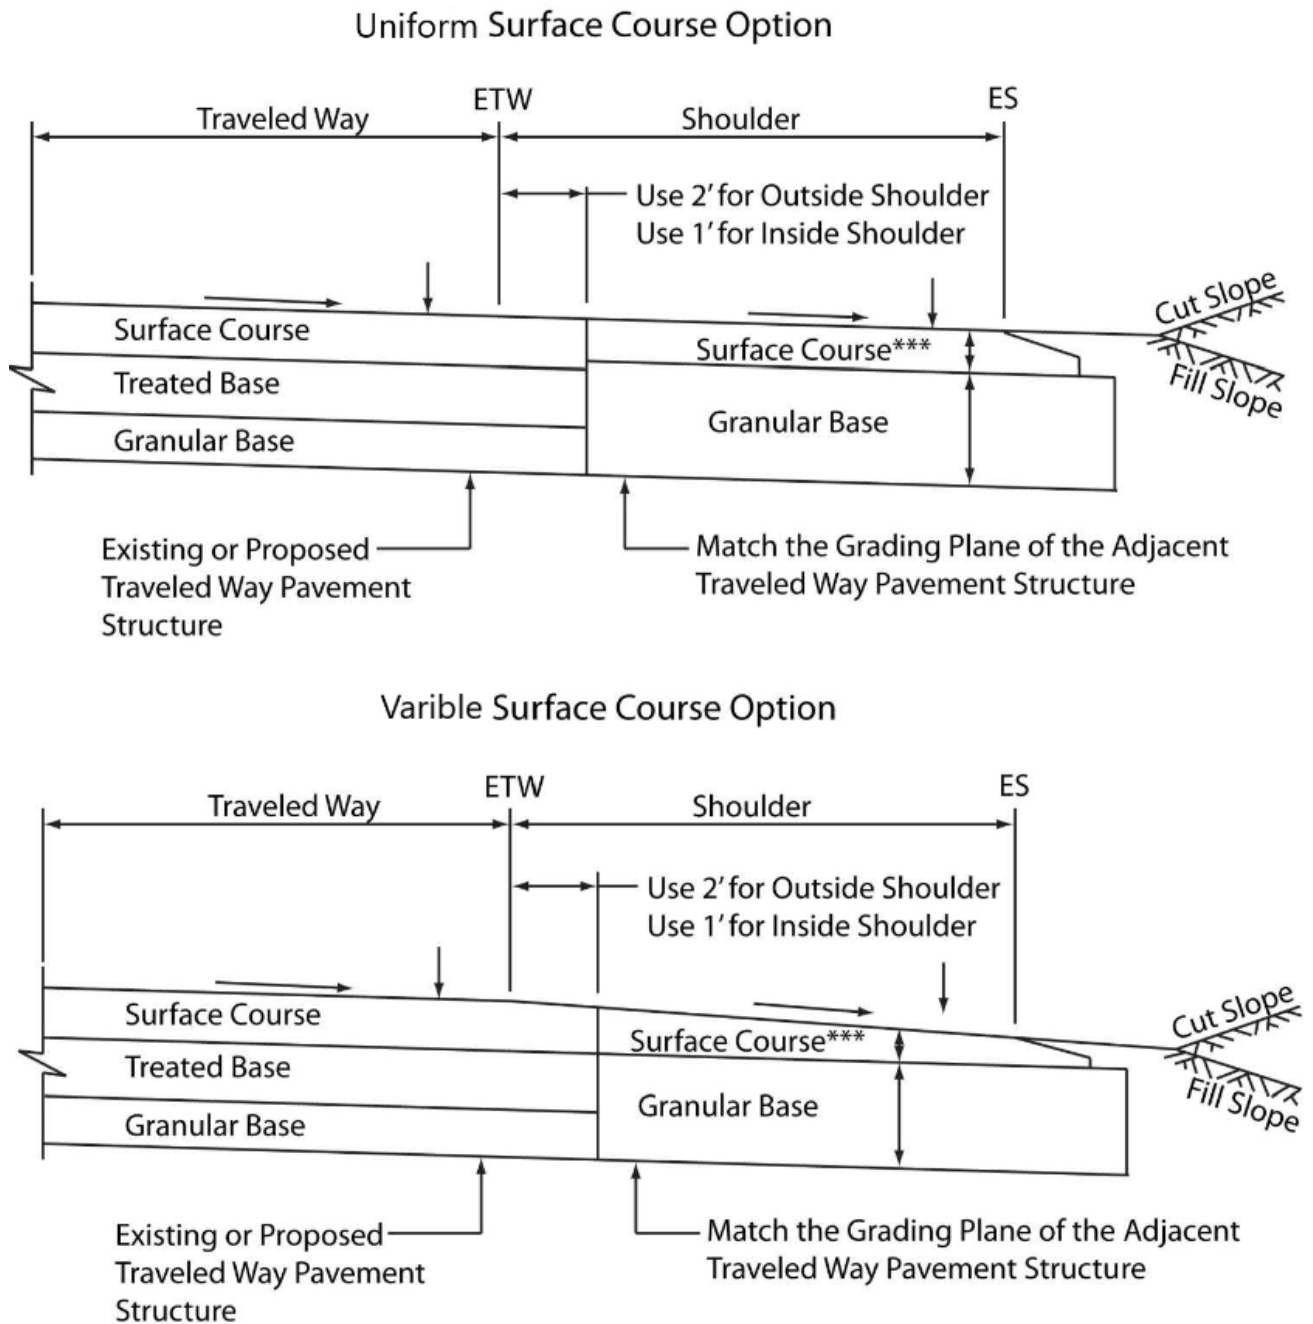 Uniform Surface Course Option
ETW
ES
Traveled Way
Shoulder
Use 2' for Outside Shoulder
Use 1' for Inside Shoulder
Cut Slope
Surface Course
Surface Course***
Treated Base
Fill Slope
Granular Base
Granular Base
Existing or Proposed
Traveled Way Pavement
Structure
Match the Grading Plane of the Adjacent
Traveled Way Pavement Structure
Varible Surface Course Option
ETW
ES
Traveled Way
Shoulder
Use 2' for Outside Shoulder
Use 1' for Inside Shoulder
Cut Slope
Surface Course
Surface Course***
Treated Base
Fill Slope
Granular Base
Granular Base
Existing or Proposed
Traveled Way Pavement
Structure
Match the Grading Plane of the Adjacent
Traveled Way Pavement Structure